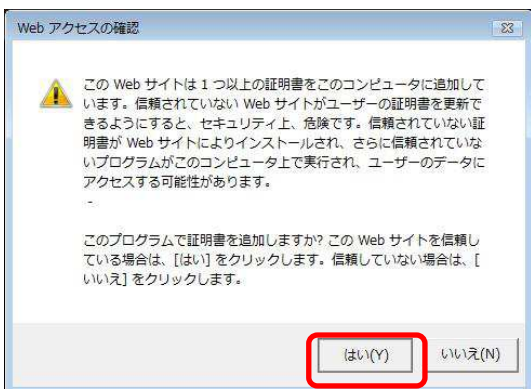 Web アクセスの確認
この Web サイトは 1 つ以上の証明書をこのコンピュータに追加して
います。信頼されていない Web サイトがユーザーの証明書を更新で
きるようにすると、セキュリティ上、危険です。信頼されていない証
明書が Web サイトによりインストールされ、さらに信頼されていな
いプログラムがこのコンピュータ上で実行され、ユーザーのデータに
アクセスする可能性があります。
-
このプログラムで証明書を追加しますか? この Web サイトを信頼し
ている場合は、[はい] をクリックします。信頼していない場合は、[
いいえ] をクリックします。
はい(Y) いいえ(N)